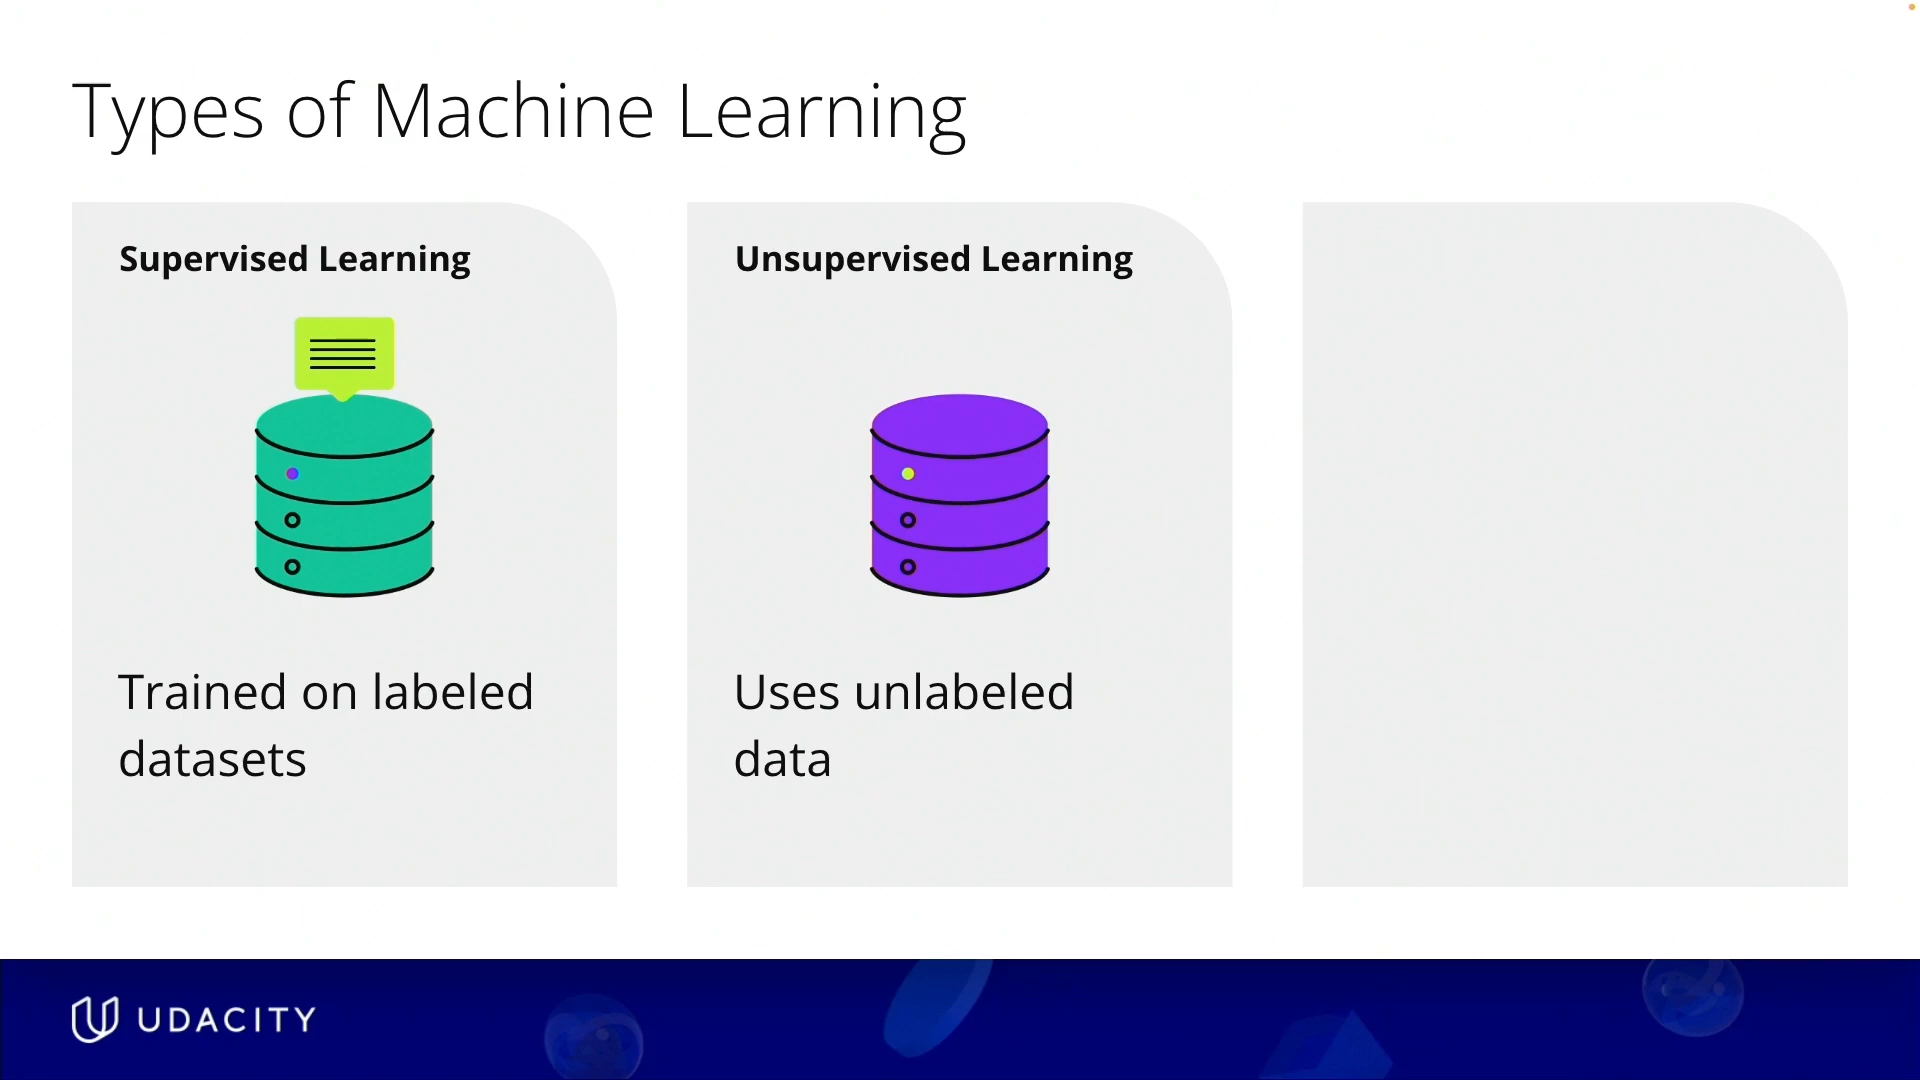 Types of Machine Learning
Supervised Learning
Trained on labeled
datasets
Unsupervised Learning
Uses unlabeled
data
UDACITY